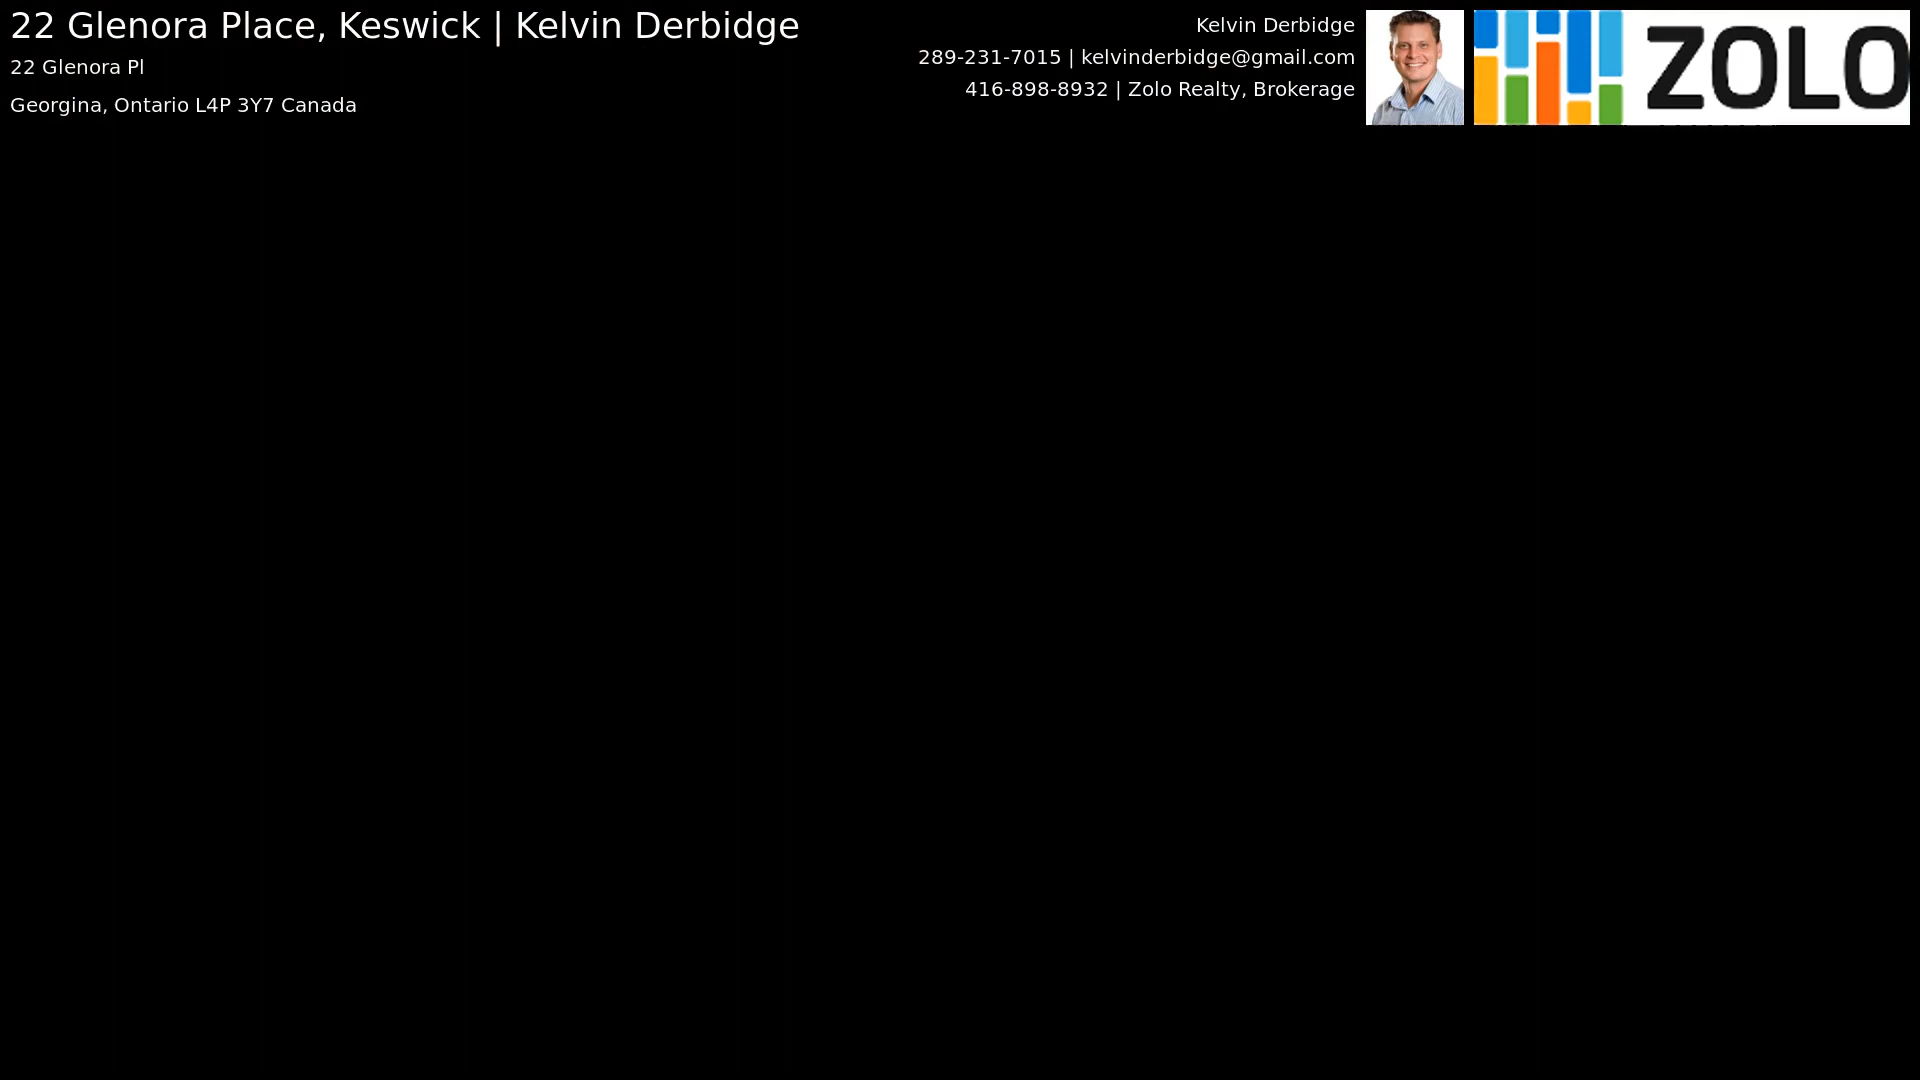 22 Glenora Place, Keswick | Kelvin Derbidge
22 Glenora Pl
Georgina, Ontario L4P 3Y7 Canada
Kelvin Derbidge
289-231-7015 | kelvinderbidge@gmail.com
416-898-8932 | Zolo Realty, Brokerage
ZOLO